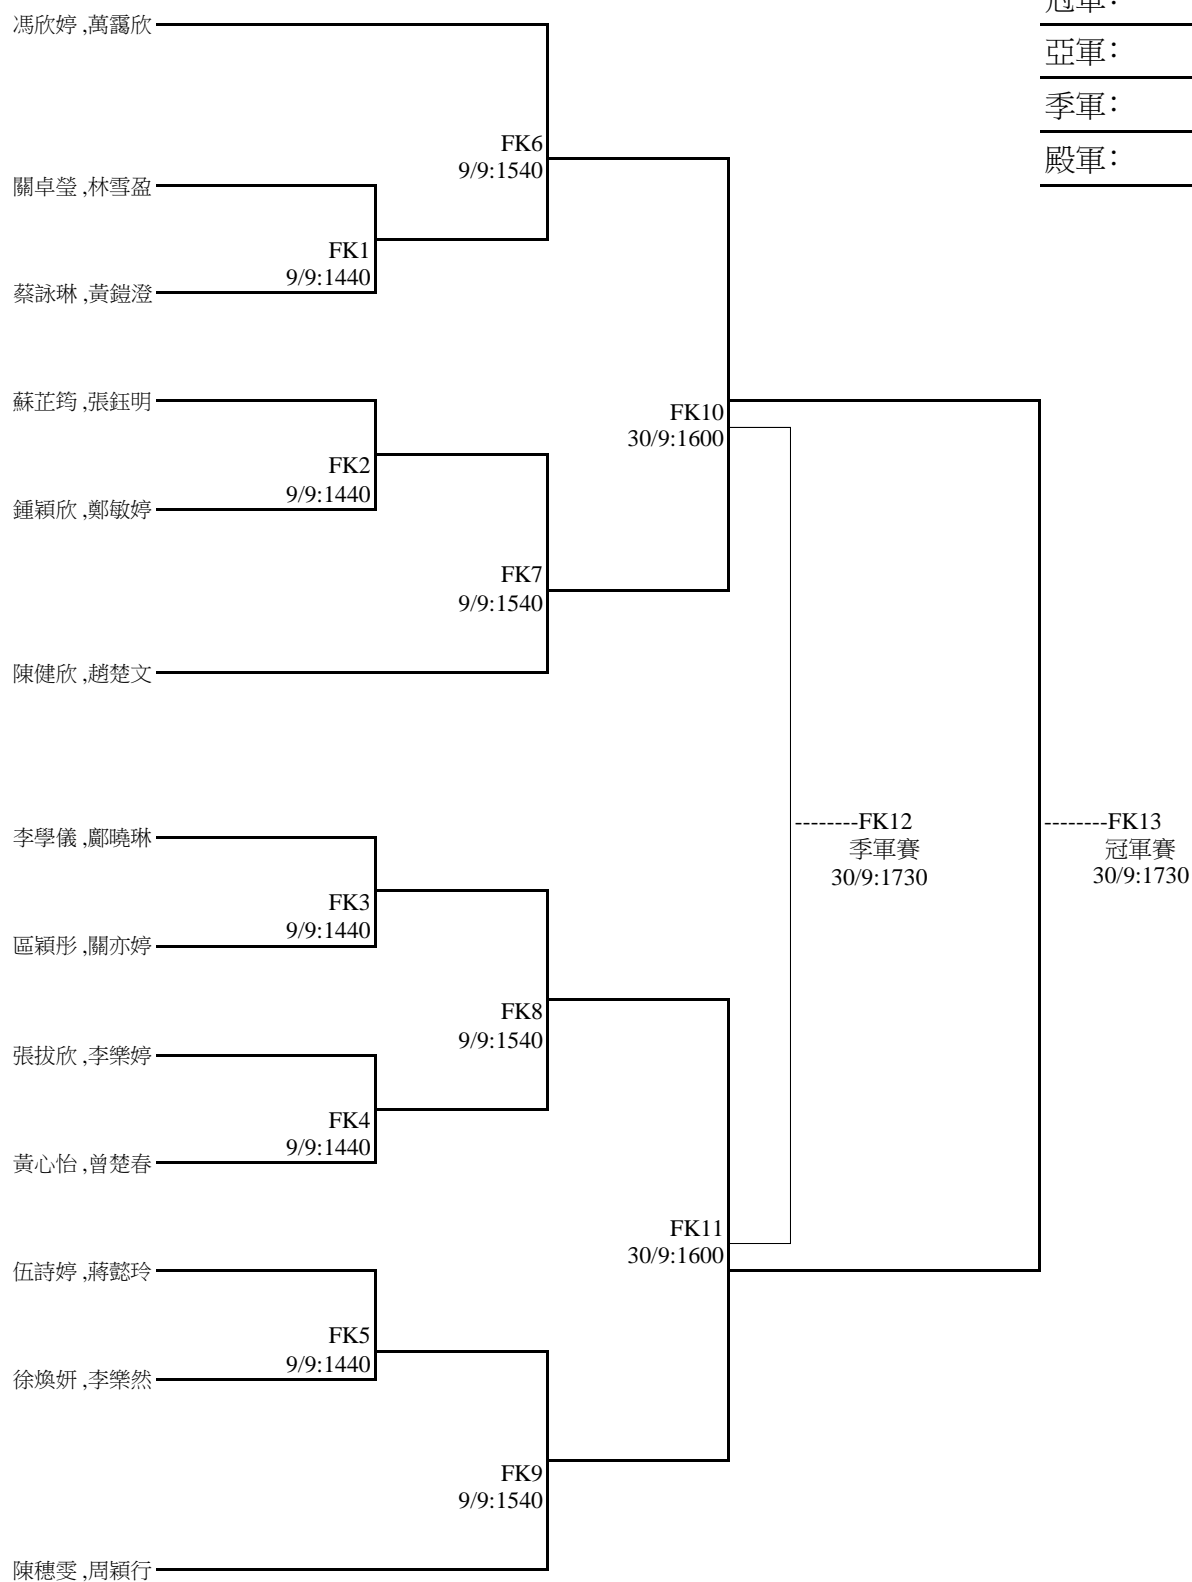 冠軍:
馮欣婷 ,萬靄欣
亞軍:
季軍:
FK6
9/9:1540
殿軍:
關卓瑩 ,林雪盈
FK1
9/9:1440
蔡詠琳 ,黃鎧澄
蘇芷筠 ,張鈺明
FK10
30/9:1600
FK2
9/9:1440
鍾穎欣 ,鄭敏婷
FK7
9/9:1540
陳健欣 ,趙楚文
--------FK12
季軍賽
30/9:1730
--------FK13
冠軍賽
30/9:1730
李學儀 ,鄺曉琳
FK3
9/9:1440
區穎彤 ,關亦婷
FK8
9/9:1540
張拔欣 ,李樂婷
FK4
9/9:1440
黃心怡 ,曾楚春
FK11
30/9:1600
伍詩婷 ,蔣懿玲
FK5
9/9:1440
徐煥妍 ,李樂然
FK9
9/9:1540
陳穗雯 ,周穎行